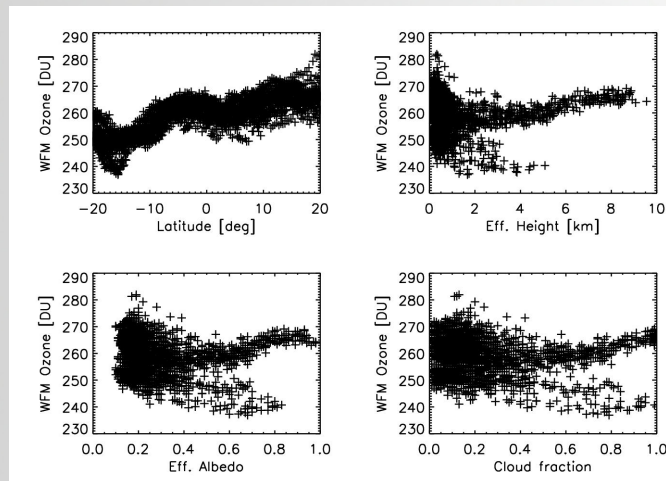 WFM Ozone [DU]
290
280
270
260
250
240
230
-20 -10 0 10 20
Latitude [deg]
WFM Ozone [DU]
290
280
270
260
250
240
230
0 2 4 6 8 10
Eff. Height [km]
WFM Ozone [DU]
290
280
270
260
250
240
230
0.0 0.2 0.4 0.6 0.8 1.0
Eff. Albedo
WFM Ozone [DU]
290
280
270
260
250
240
230
0.0 0.2 0.4 0.6 0.8 1.0
Cloud fraction